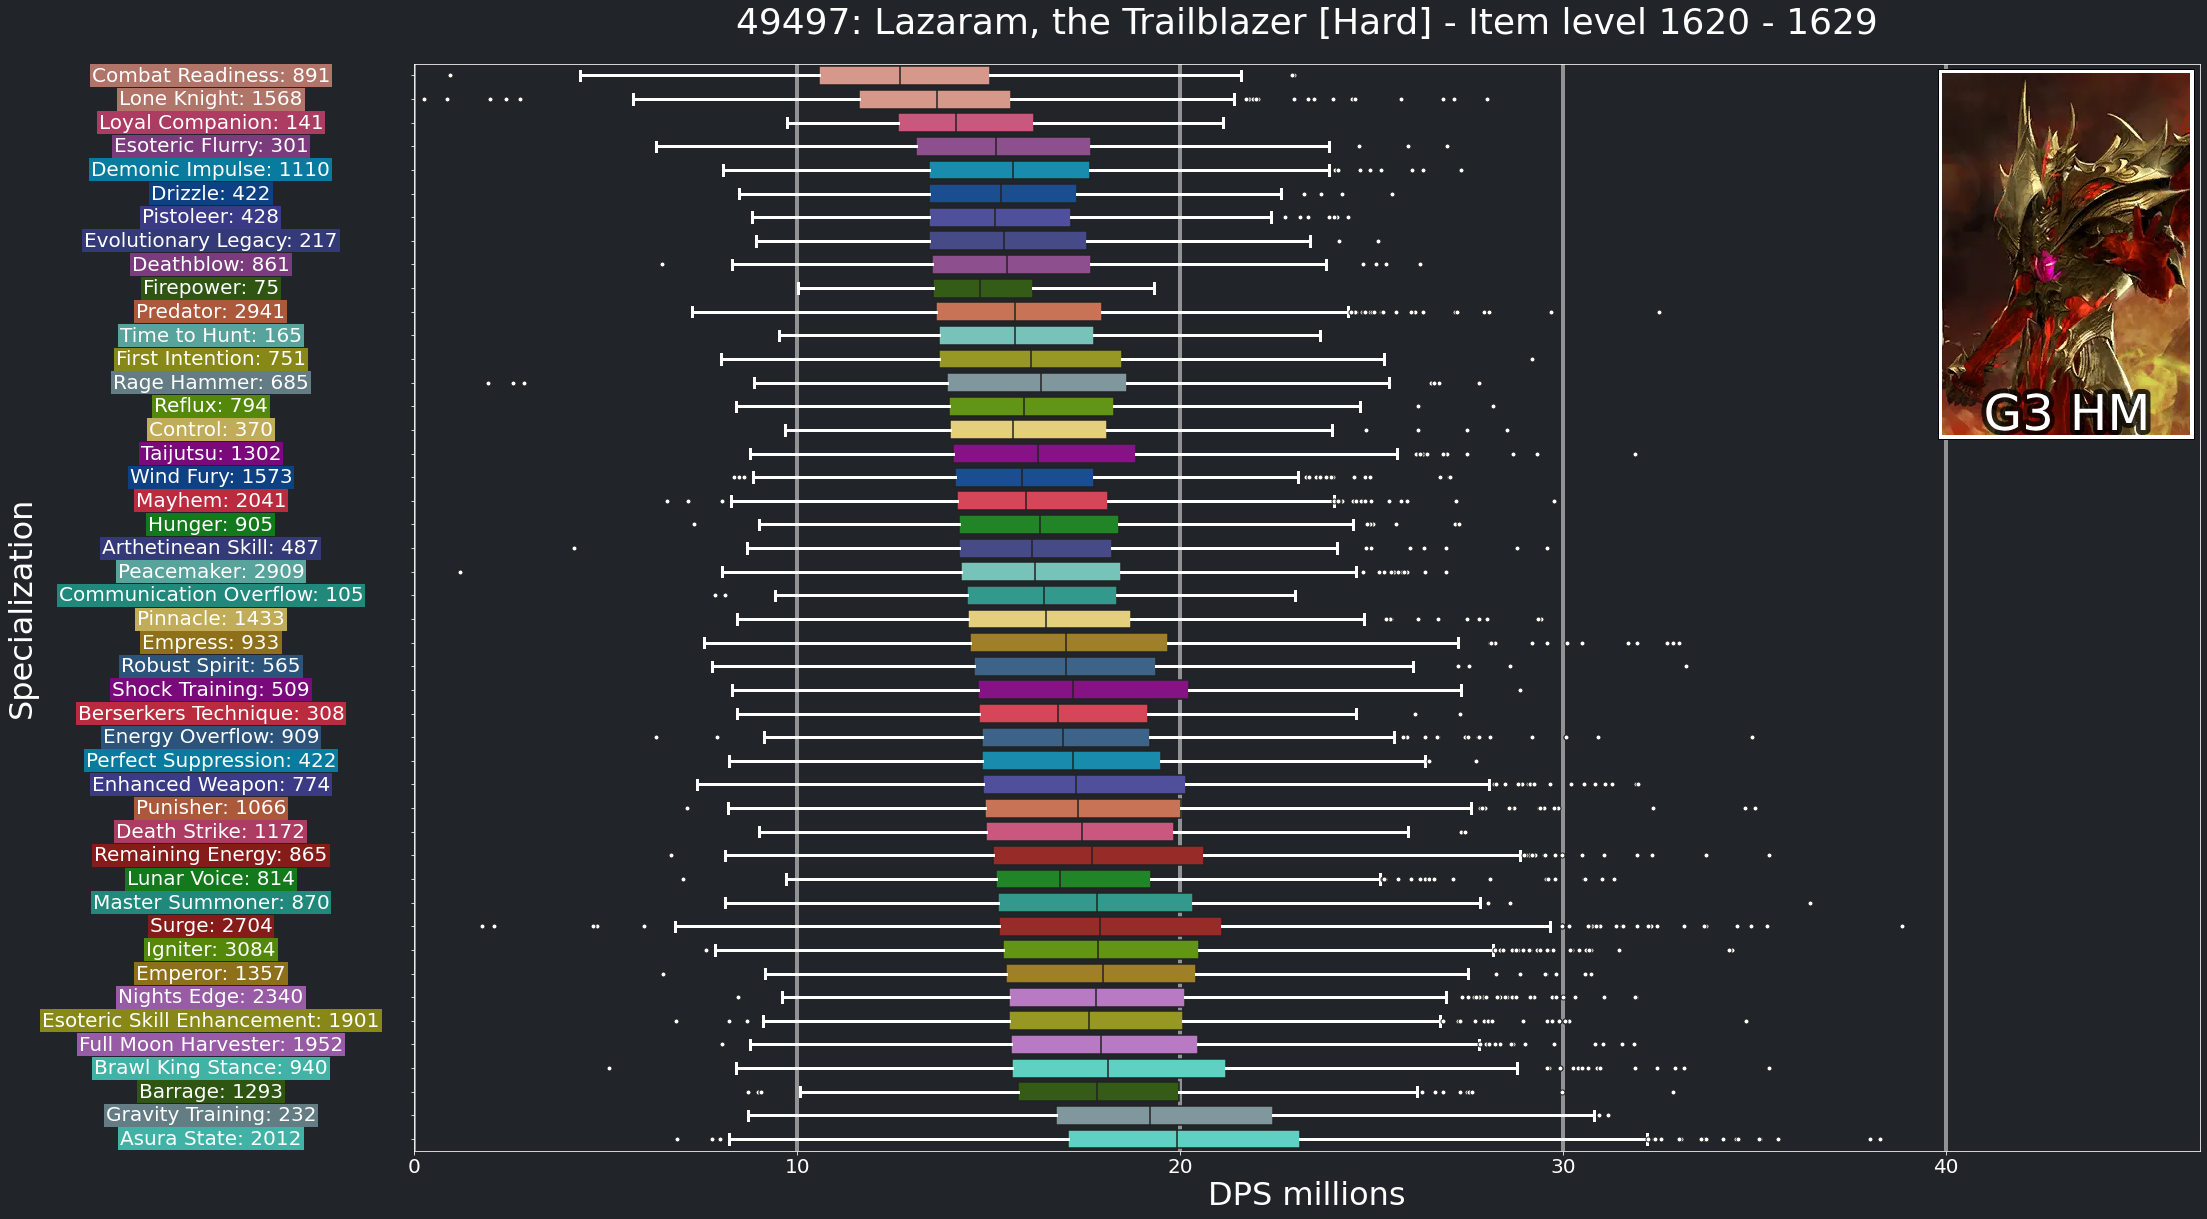 49497: Lazaram, the Trailblazer [Hard] - Item level 1620 - 1629
Combat Readiness: 891
Lone Knight: 1568
Loyal Companion: 141
Esoteric Flurry: 301
Demonic Impulse: 1110
Drizzle: 422
Pistoleer: 428
Evolutionary Legacy: 217
Deathblow: 861
Firepower: 75
Predator: 2941
Time to Hunt: 165
First Intention: 751
Rage Hammer: 685
Reflux: 794
Control: 370
Taijutsu: 1302
Wind Fury: 1573
Mayhem: 2041
Hunger: 905
Arthetinean Skill: 487
Peacemaker: 2909
Communication Overflow: 105
Pinnacle: 1433
Empress: 933
Robust Spirit: 565
Shock Training: 509
Berserkers Technique: 308
Energy Overflow: 909
Perfect Suppression: 422
Enhanced Weapon: 774
Punisher: 1066
Death Strike: 1172
Remaining Energy: 865
Lunar Voice: 814
Master Summoner: 870
Surge: 2704
Igniter: 3084
Emperor: 1357
Nights Edge: 2340
Esoteric Skill Enhancement: 1901
Full Moon Harvester: 1952
Brawl King Stance: 940
Barrage: 1293
Gravity Training: 232
Asura State: 2012
Specialization
G3 HM
0 10 20 30 40
DPS millions